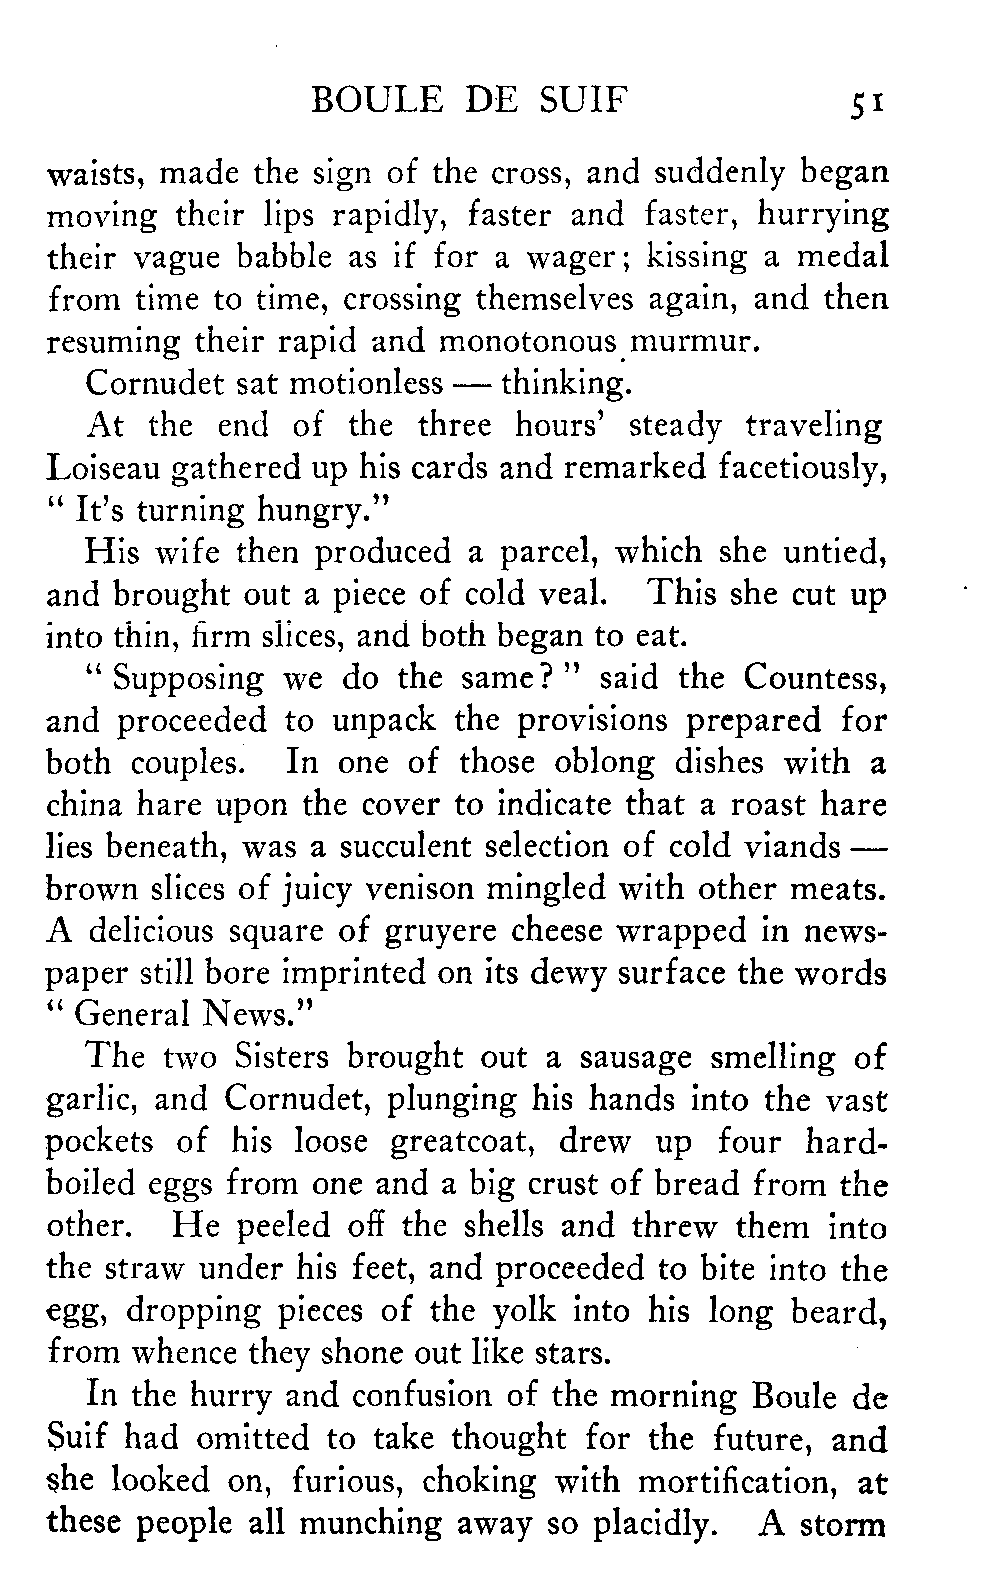 BOULE DE SUIF 51
waists, made the sign of the cross, and suddenly began
moving their lips rapidly, faster and faster, hurrying
their vague babble as if for a wager; kissing a medal
from time to time, crossing themselves again, and then
resuming their rapid and monotonous murmur.
Cornudet sat motionless — thinking.
At the end of the three hours' steady traveling
Loiseau gathered up his cards and remarked facetiously,
" It's turning hungry."
His wife then produced a parcel, which she untied,
and brought out a piece of cold veal. This she cut up
into thin, firm slices, and both began to eat.
" Supposing we do the same? " said the Countess,
and proceeded to unpack the provisions prepared for
both couples. In one of those oblong dishes with a
china hare upon the cover to indicate that a roast hare
lies beneath, was a succulent selection of cold viands —
brown slices of juicy venison mingled with other meats.
A delicious square of gruyere cheese wrapped in news-
paper still bore imprinted on its dewy surface the words
" General News."
The two Sisters brought out a sausage smelling of
garlic, and Cornudet, plunging his hands into the vast
pockets of his loose greatcoat, drew up four hard-
boiled eggs from one and a big crust of bread from the
other. He peeled off the shells and threw them into
the straw under his feet, and proceeded to bite into the
egg, dropping pieces of the yolk into his long beard,
from whence they shone out like stars.
In the hurry and confusion of the morning Boule de
Suif had omitted to take thought for the future, and
she looked on, furious, choking with mortification, at
these people all munching away so placidly. A storm